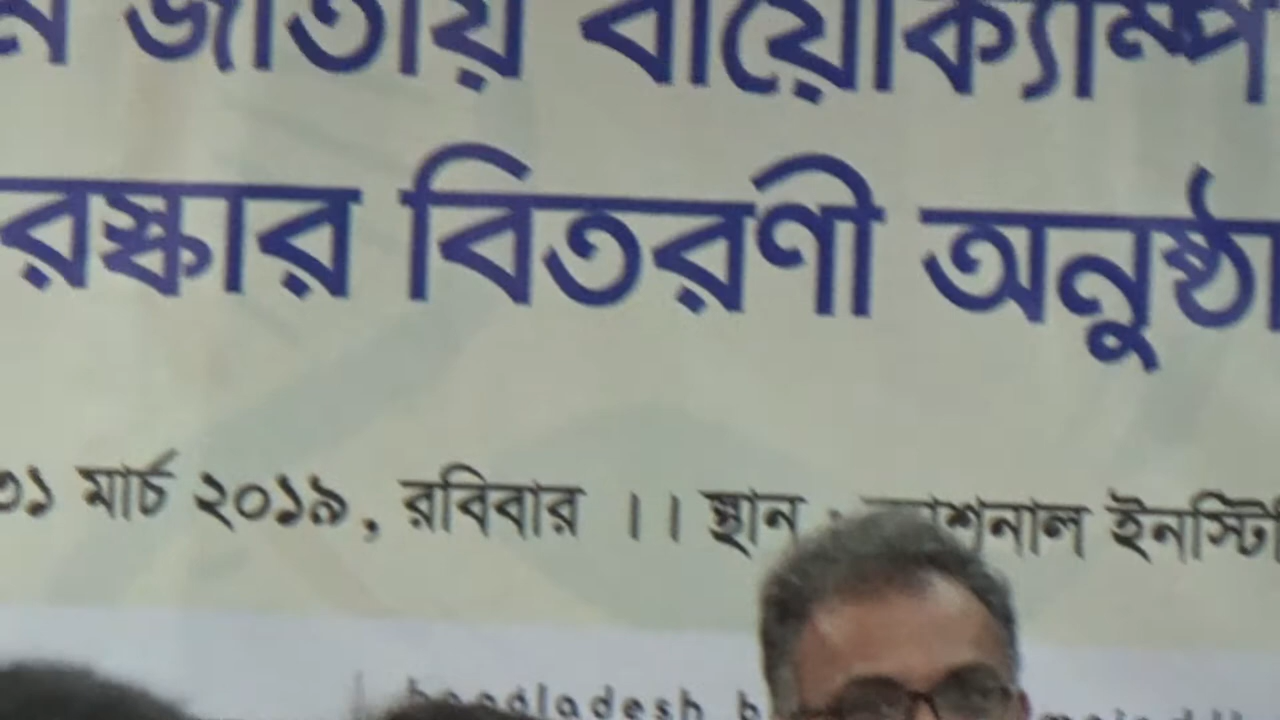 জাতীয় বায়োক্যাম্প
রস্কার বিতরণী অনুষ্ঠা
৩১ মার্চ ২০১৯, রবিবার ।। স্থান : ন্যাশনাল ইনস্টি
bangladesh b